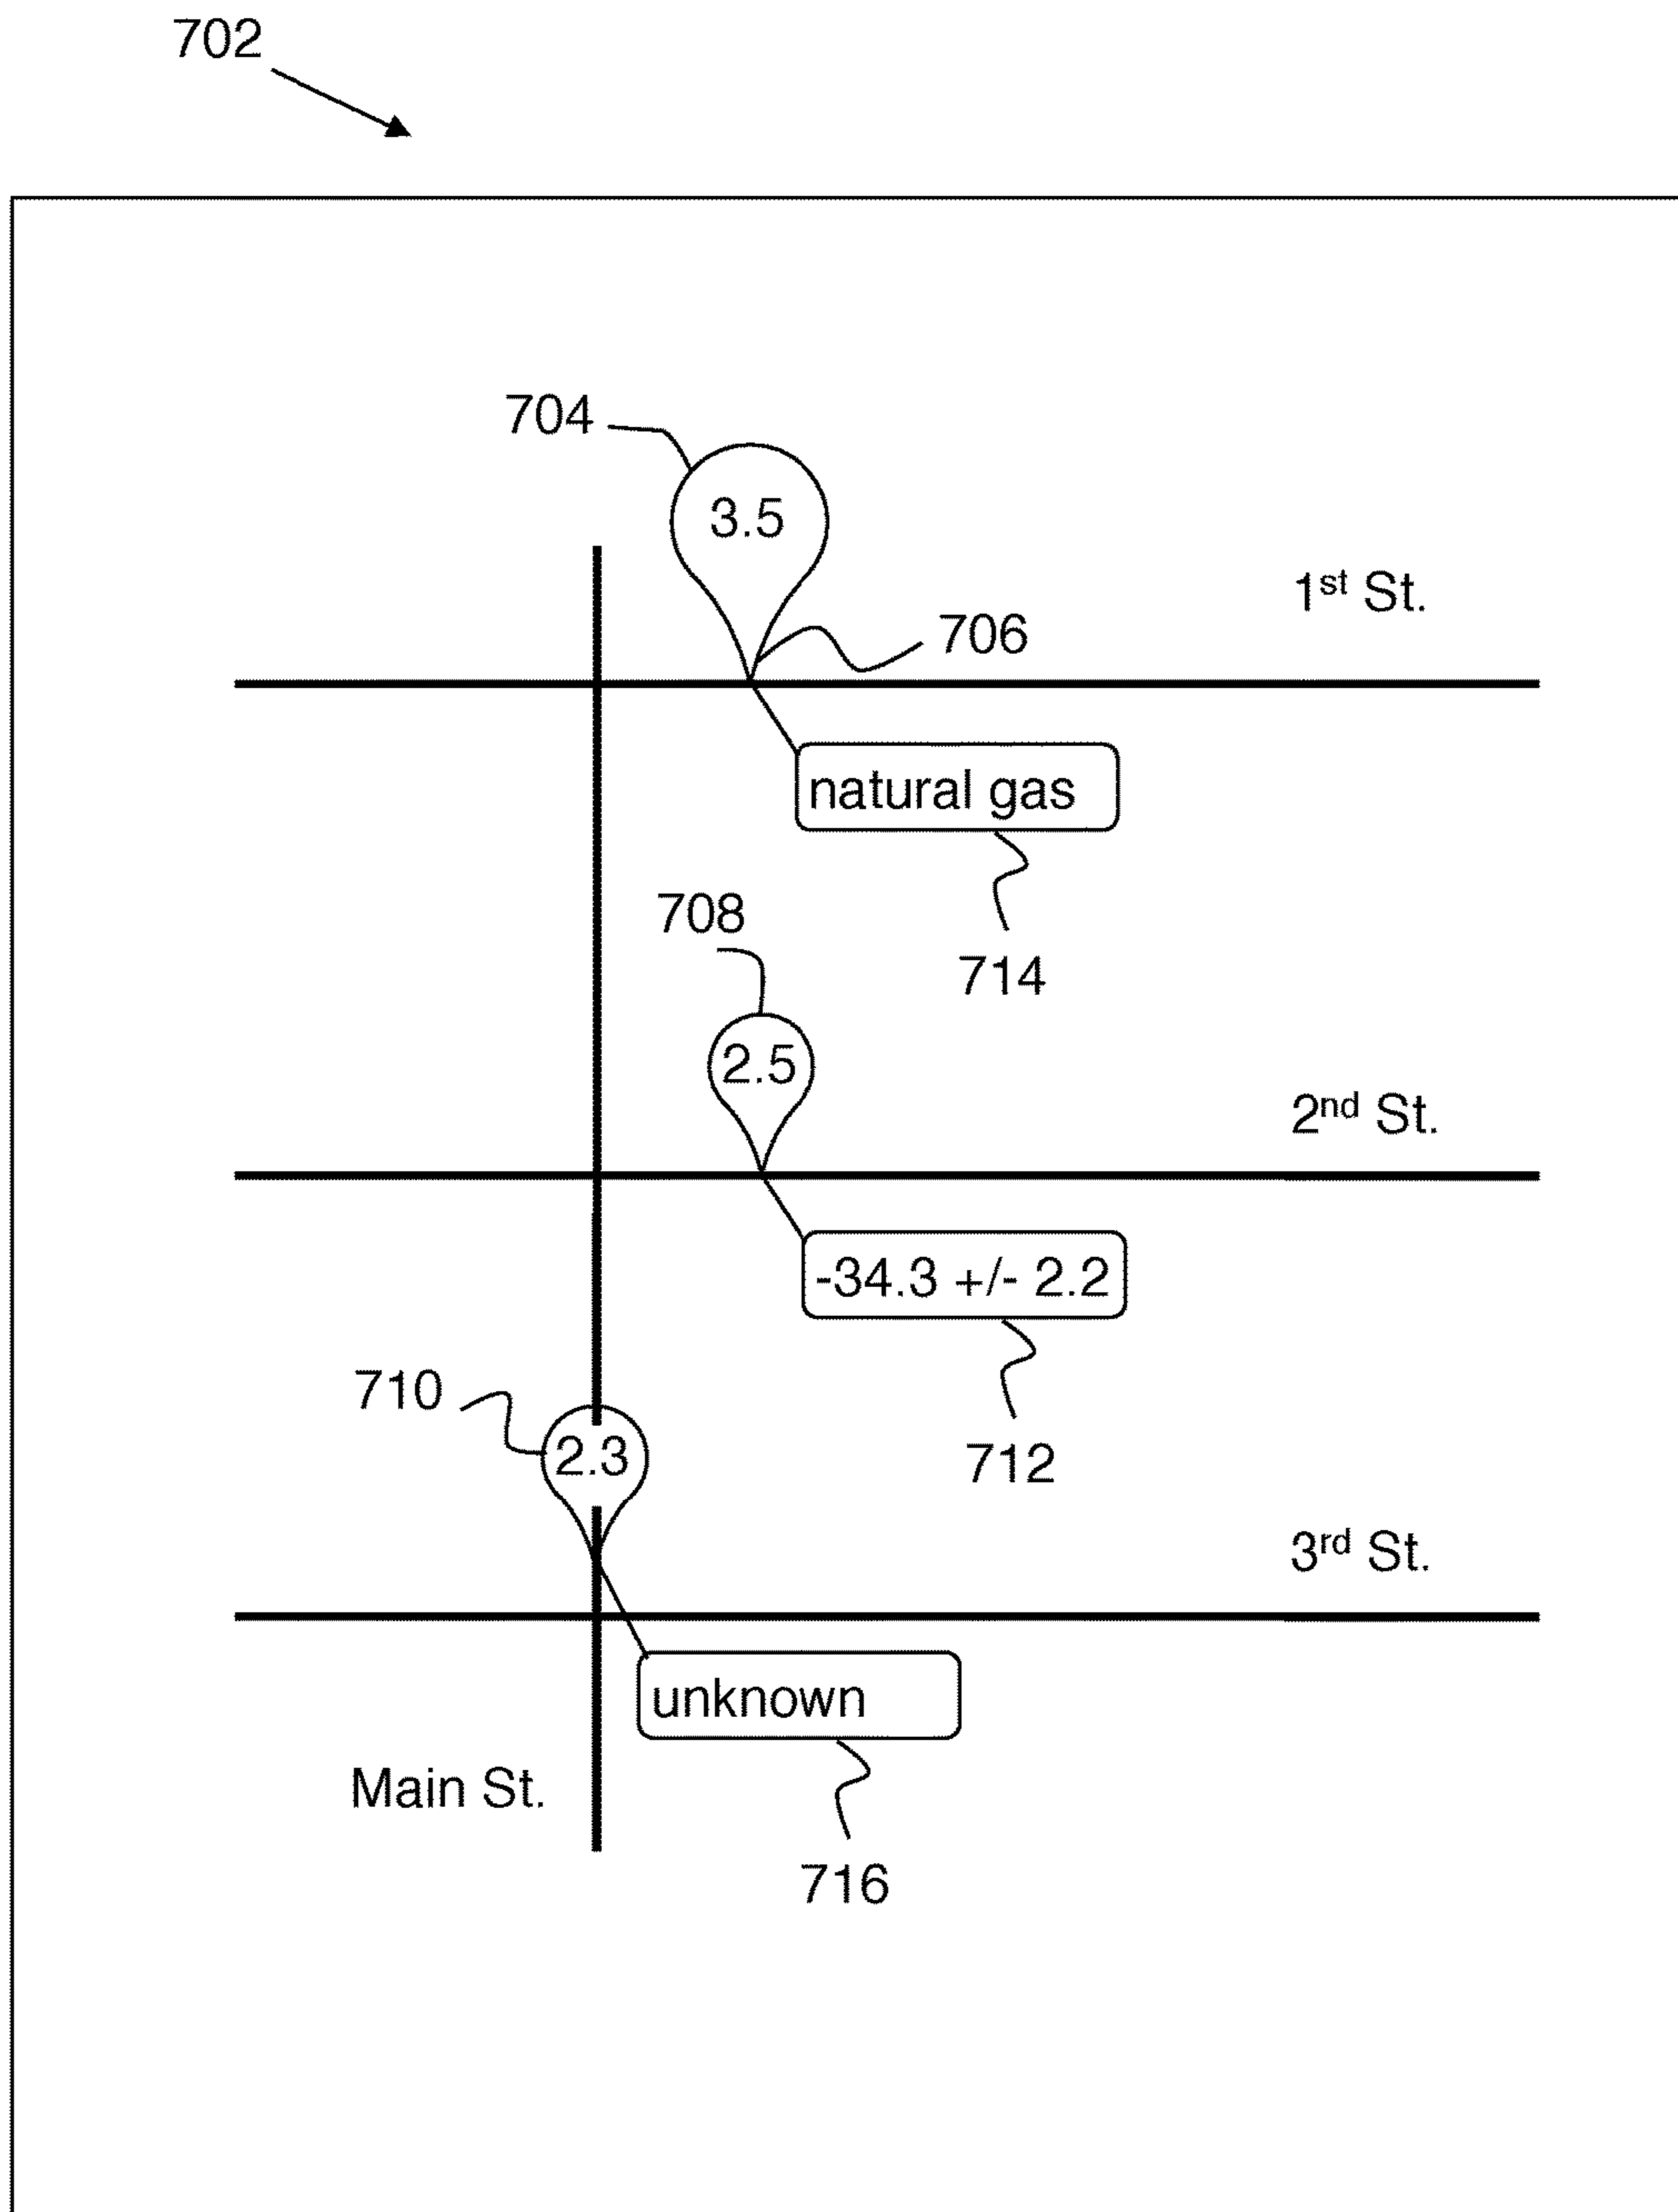 702
704
3.5
1st St.
706
natural gas
708
714
2.5
2nd St.
-34.3 +/- 2.2
710
2.3
712
3rd St.
unknown
Main St.
716